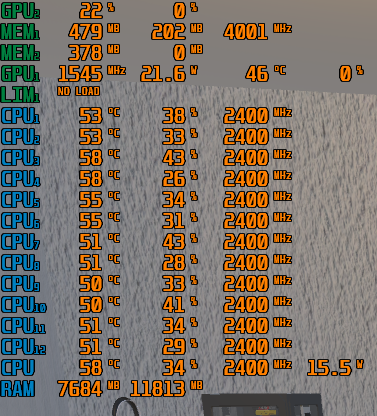 GPU2 22 % 0 %
MEM1 479 MB 202 MB 4001 MHz
MEM2 378 MB 0 MB
GPU1 1545 MHz 21.6 W 46 °C 0 %
LIM1 NO LOAD
CPU1 53 °C 38 % 2400 MHz
CPU2 53 °C 33 % 2400 MHz
CPU3 58 °C 43 % 2400 MHz
CPU4 58 °C 26 % 2400 MHz
CPU5 55 °C 34 % 2400 MHz
CPU6 55 °C 31 % 2400 MHz
CPU7 51 °C 43 % 2400 MHz
CPU8 51 °C 28 % 2400 MHz
CPU9 50 °C 33 % 2400 MHz
CPU10 50 °C 41 % 2400 MHz
CPU11 51 °C 34 % 2400 MHz
CPU12 51 °C 29 % 2400 MHz
CPU 58 °C 34 % 2400 MHz 15.5 W
RAM 7684 MB 11813 MB